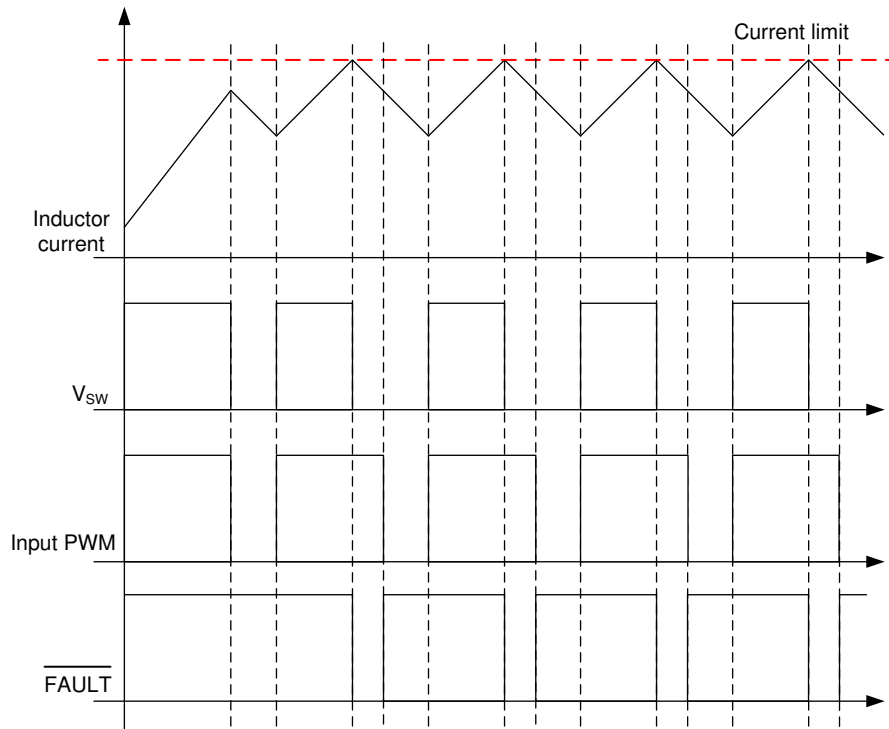 Current limit
Inductor
current
VSW
Input PWM
FAULT